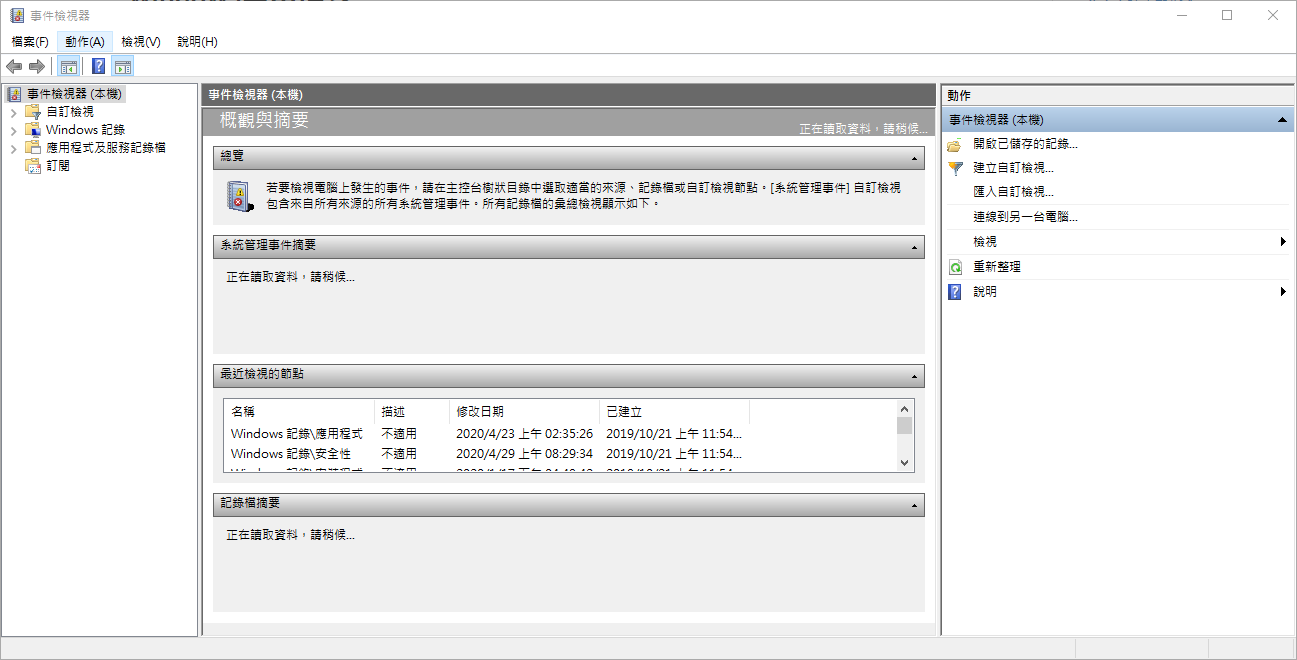 事件檢視器
檔案(F) 動作(A) 檢視(V) 說明(H)
事件檢視器 (本機)
自訂檢視
Windows 記錄
應用程式及服務記錄檔
訂閱
事件檢視器 (本機)
概觀與摘要
正在讀取資料，請稍候...
總覽
若要檢視電腦上發生的事件，請在主控台樹狀目錄中選取適當的來源、記錄檔或自訂檢視節點。[系統管理事件] 自訂檢視
包含來自所有來源的所有系統管理事件。所有記錄檔的彙總檢視顯示如下。
系統管理事件摘要
正在讀取資料，請稍候...
最近檢視的節點
名稱 描述 修改日期 已建立
Windows 記錄\應用程式 不適用 2020/4/23 上午 02:35:26 2019/10/21 上午 11:54...
Windows 記錄\安全性 不適用 2020/4/29 上午 08:29:34 2019/10/21 上午 11:54...
記錄檔摘要
正在讀取資料，請稍候...
動作
事件檢視器 (本機)
開啟已儲存的記錄...
建立自訂檢視...
匯入自訂檢視...
連線到另一台電腦...
檢視
重新整理
說明